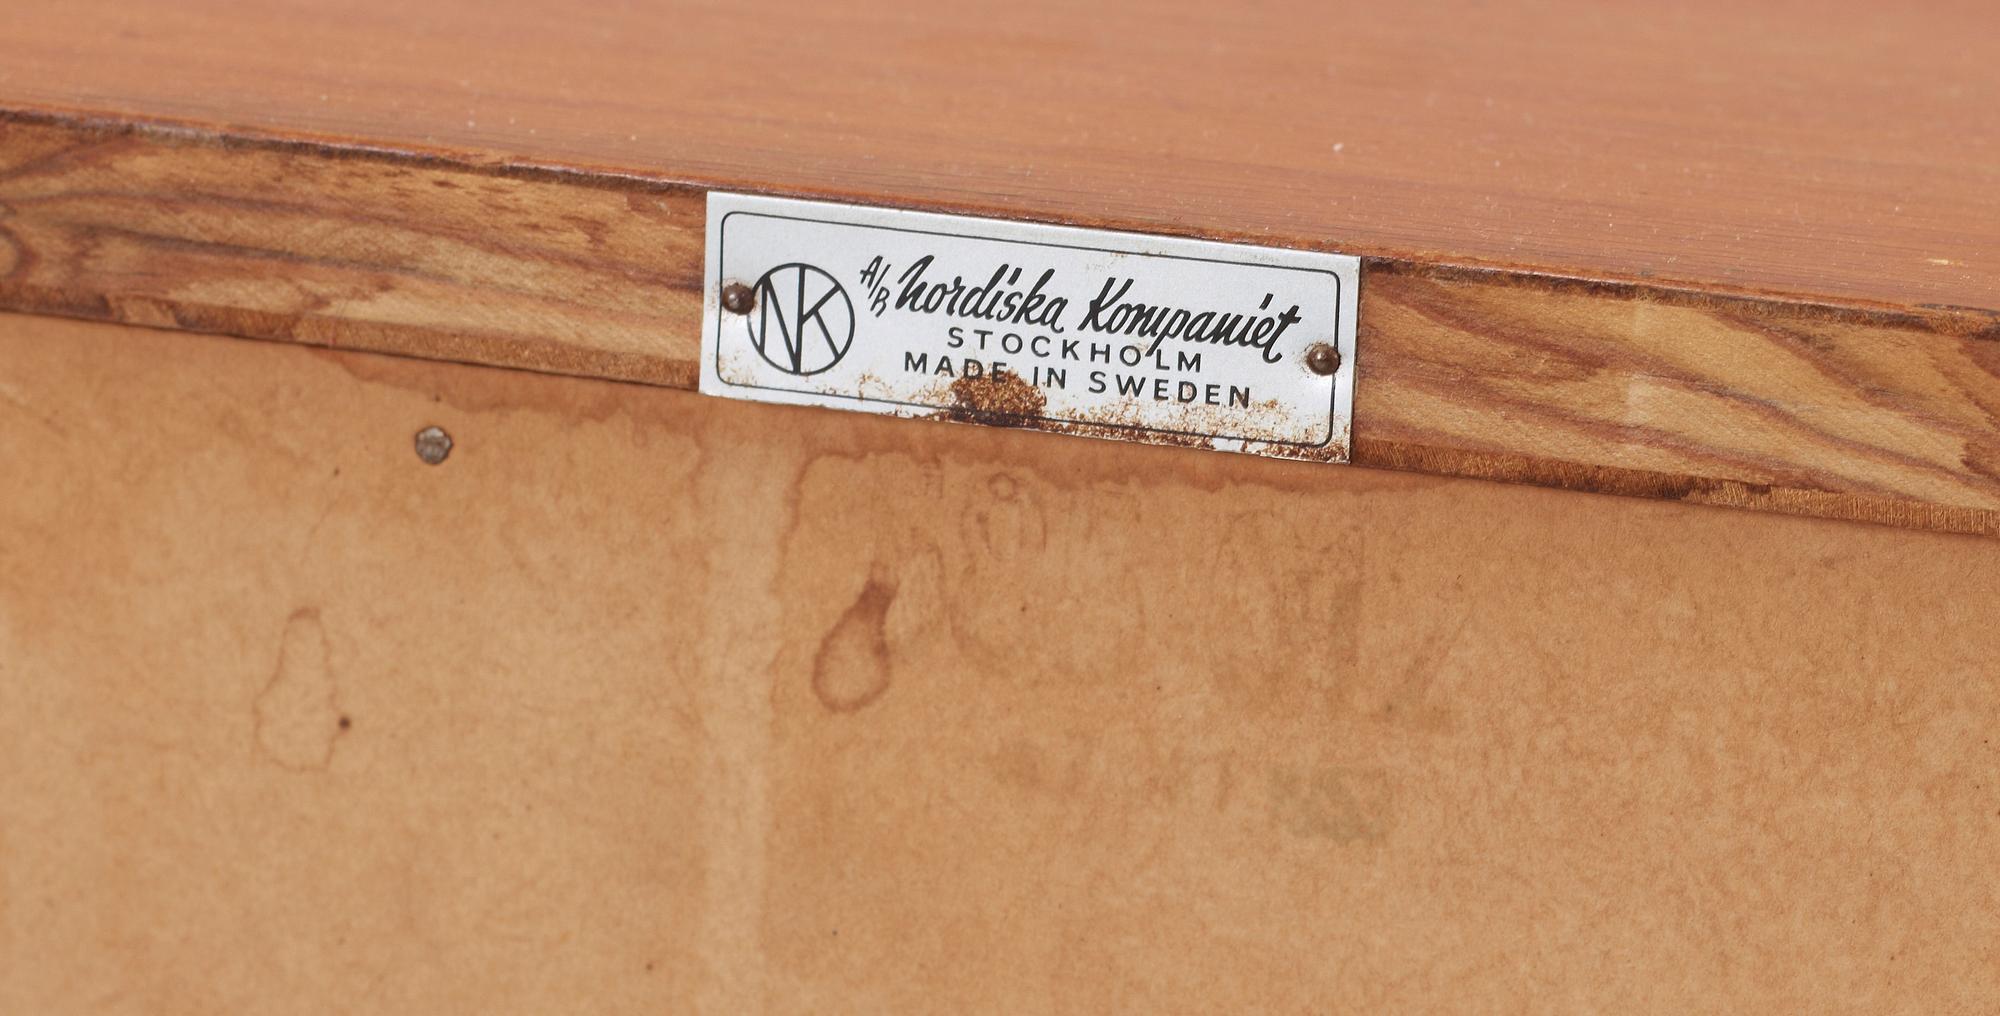 NK A/B Nordiska Kompaniet
STOCKHOLM
MADE IN SWEDEN